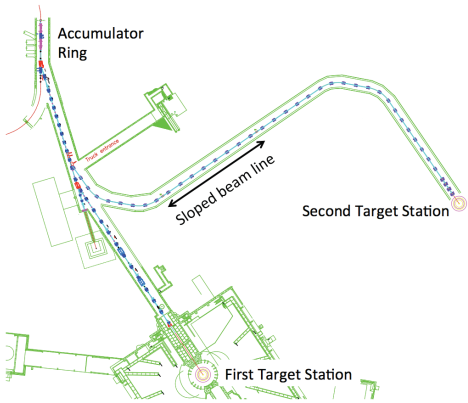 Accumulator
Ring
Truck entrance
Sloped beam line
Second Target Station
First Target Station